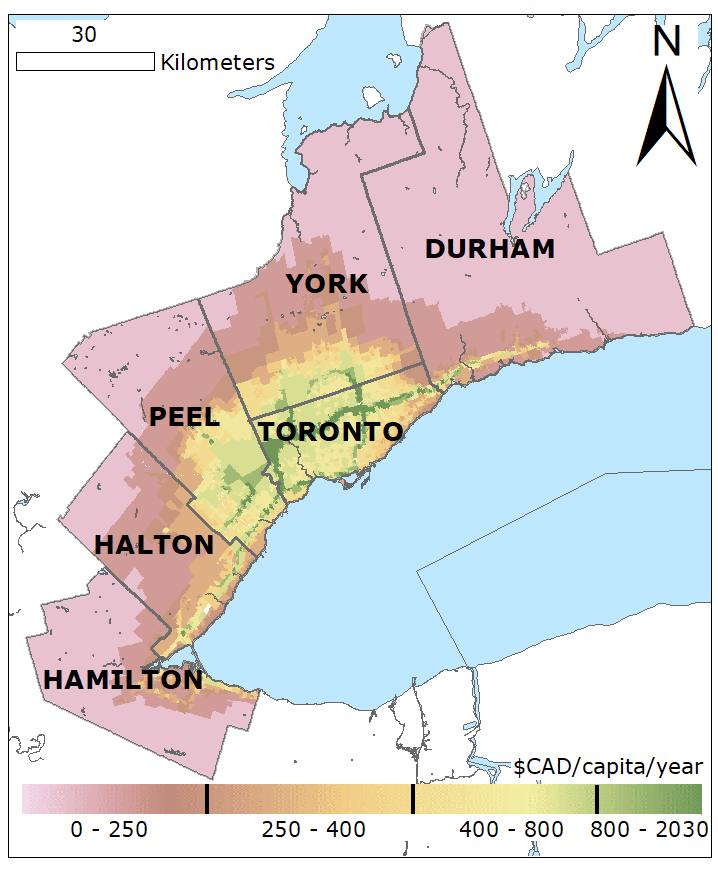 30
Kilometers
N
DURHAM
YORK
PEEL
TORONTO
HALTON
HAMILTON
$CAD/capita/year
0 - 250 250 - 400 400 - 800 800 - 2030